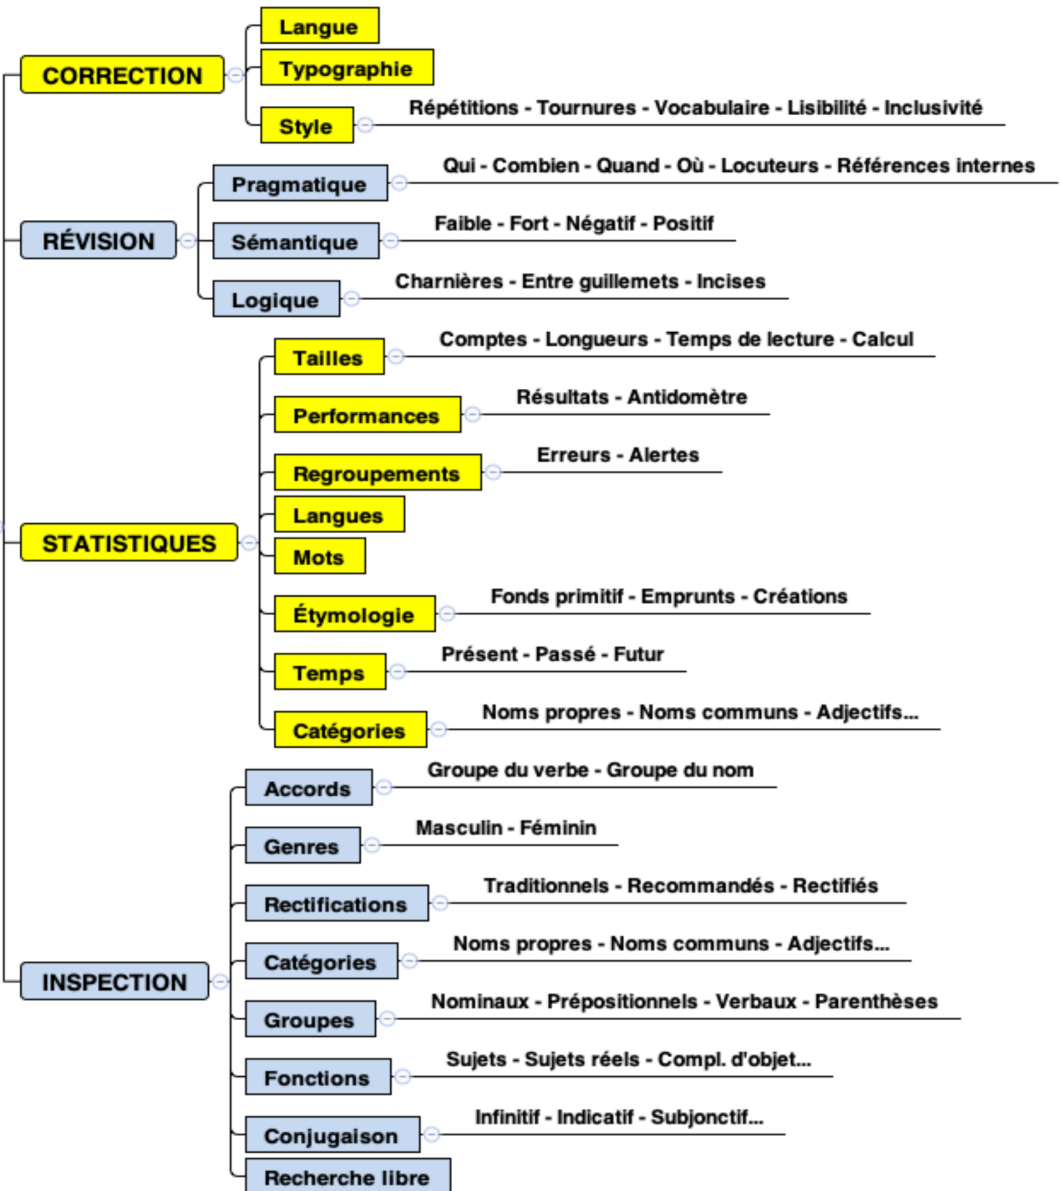 CORRECTION
Langue
Typographie
Style
Répétitions - Tournures - Vocabulaire - Lisibilité - Inclusivité
RÉVISION
Pragmatique
Qui - Combien - Quand - Où - Locuteurs - Références internes
Sémantique
Faible - Fort - Négatif - Positif
Logique
Charnières - Entre guillemets - Incises
STATISTIQUES
Tailles
Comptes - Longueurs - Temps de lecture - Calcul
Performances
Résultats - Antidomètre
Regroupements
Erreurs - Alertes
Langues
Mots
Étymologie
Fonds primitif - Emprunts - Créations
Temps
Présent - Passé - Futur
Catégories
Noms propres - Noms communs - Adjectifs...
INSPECTION
Accords
Groupe du verbe - Groupe du nom
Genres
Masculin - Féminin
Rectifications
Traditionnels - Recommandés - Rectifiés
Catégories
Noms propres - Noms communs - Adjectifs...
Groupes
Nominaux - Prépositionnels - Verbaux - Parenthèses
Fonctions
Sujets - Sujets réels - Compl. d'objet...
Conjugaison
Infinitif - Indicatif - Subjonctif...
Recherche libre